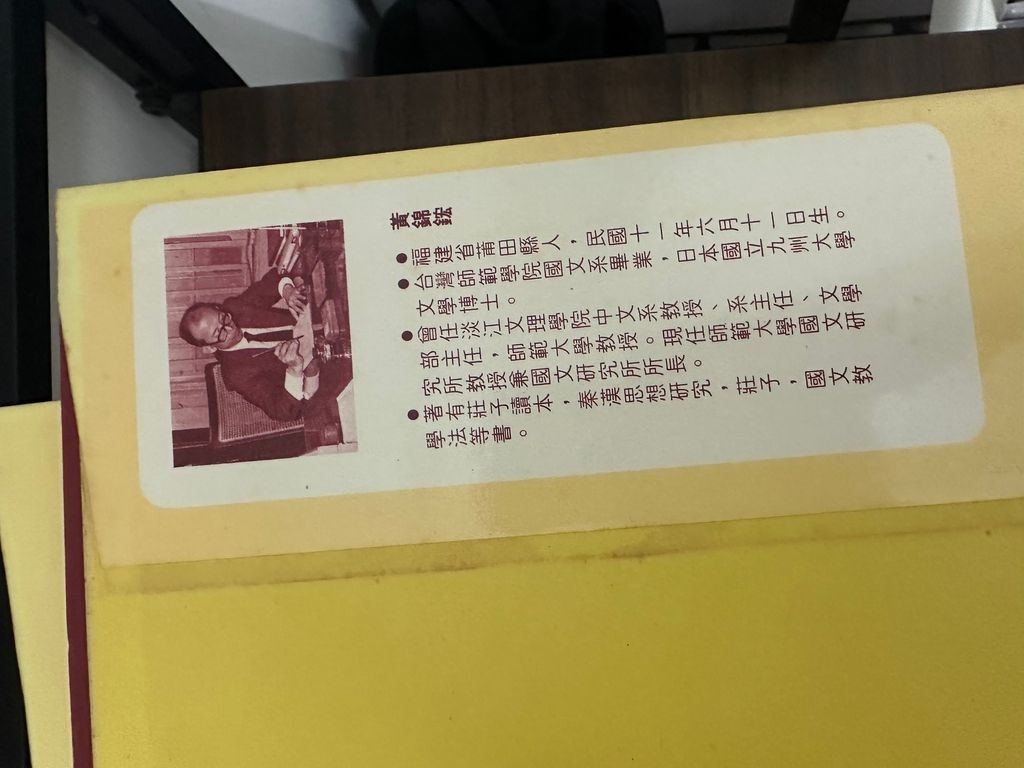 黃錦鋐
●福建省莆田縣人，民國十一年六月十一日生。
●台灣師範學院國文系畢業，日本國立九州大學
文學博士。
●曾任淡江文理學院中文系教授、系主任、文學
部主任，師範大學教授。現任師範大學國文研
究所教授兼國文研究所所長。
●著有莊子讀本，秦漢思想研究，莊子，國文教
學法等書。